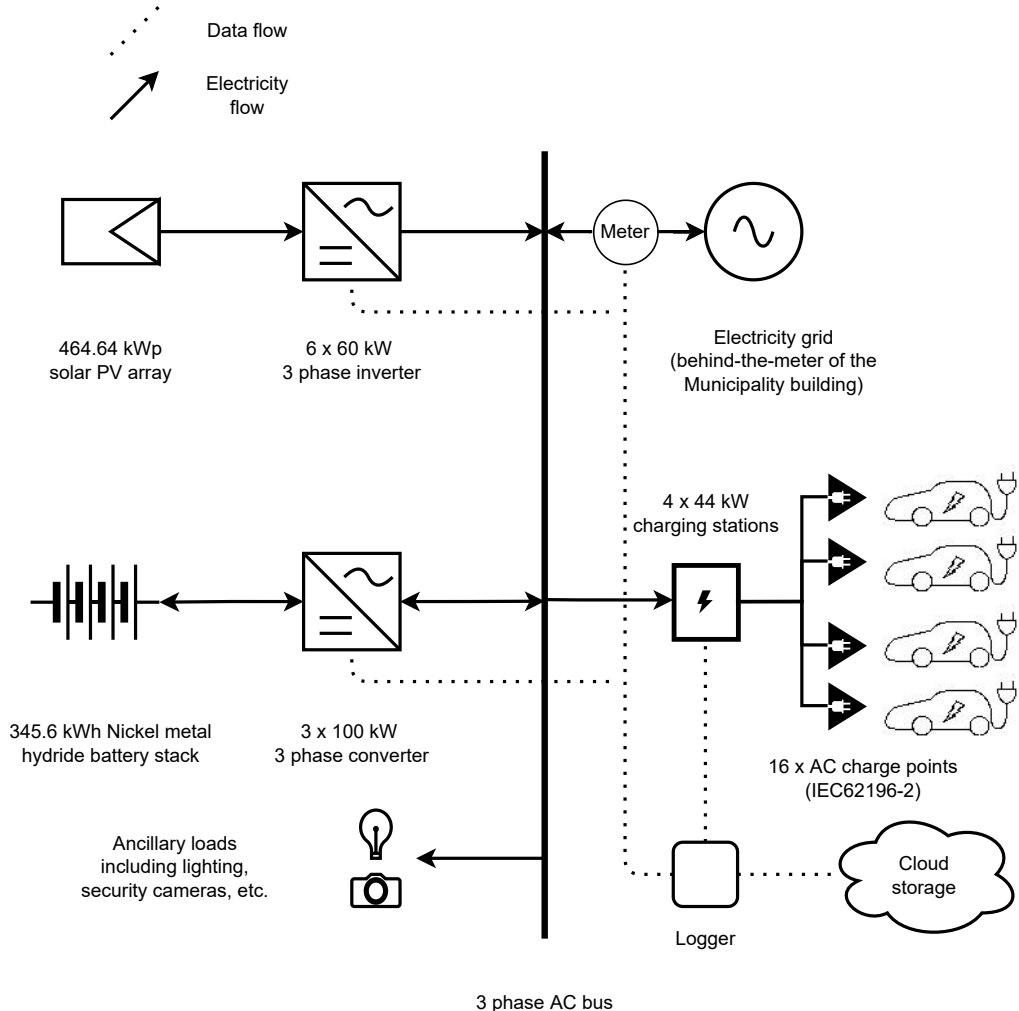 Data flow
Electricity
flow
Meter
464.64 kWp
solar PV array
6 x 60 kW
3 phase inverter
Electricity grid
(behind-the-meter of the
Municipality building)
4 x 44 kW
charging stations
345.6 kWh Nickel metal
hydride battery stack
3 x 100 kW
3 phase converter
16 x AC charge points
(IEC62196-2)
Ancillary loads
including lighting,
security cameras, etc.
Cloud
storage
Logger
3 phase AC bus